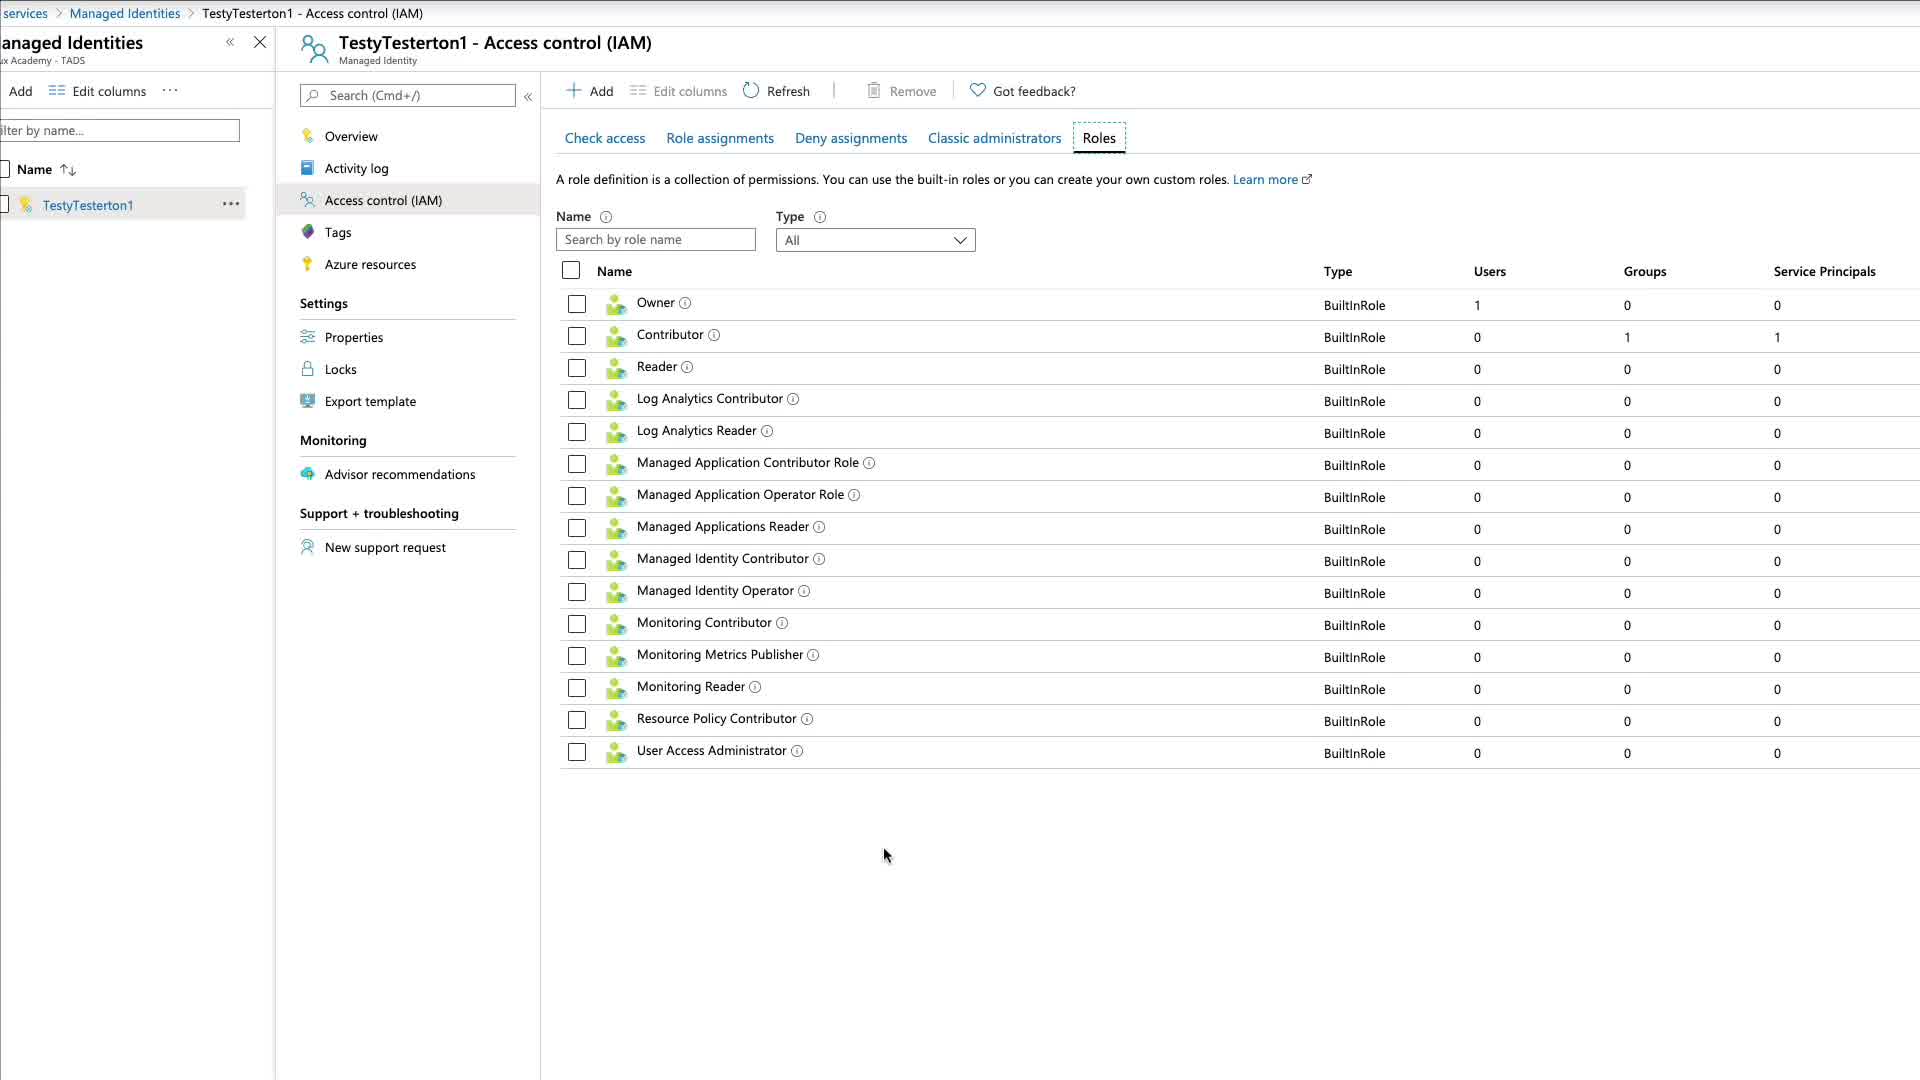 services > Managed Identities > TestyTesterton1 - Access control (IAM)
anaged Identities
ux Academy - TADS
Add Edit columns ...
ilter by name...
Name
TestyTesterton1 ...
TestyTesterton1 - Access control (IAM)
Managed Identity
Search (Cmd+/)
Overview
Activity log
Access control (IAM)
Tags
Azure resources
Settings
Properties
Locks
Export template
Monitoring
Advisor recommendations
Support + troubleshooting
New support request
Add Edit columns Refresh Remove Got feedback?
Check access Role assignments Deny assignments Classic administrators Roles
A role definition is a collection of permissions. You can use the built-in roles or you can create your own custom roles. Learn more
Name Type
Search by role name All
Name Type Users Groups Service Principals
Owner BuiltInRole 1 0 0
Contributor BuiltInRole 0 1 1
Reader BuiltInRole 0 0 0
Log Analytics Contributor BuiltInRole 0 0 0
Log Analytics Reader BuiltInRole 0 0 0
Managed Application Contributor Role BuiltInRole 0 0 0
Managed Application Operator Role BuiltInRole 0 0 0
Managed Applications Reader BuiltInRole 0 0 0
Managed Identity Contributor BuiltInRole 0 0 0
Managed Identity Operator BuiltInRole 0 0 0
Monitoring Contributor BuiltInRole 0 0 0
Monitoring Metrics Publisher BuiltInRole 0 0 0
Monitoring Reader BuiltInRole 0 0 0
Resource Policy Contributor BuiltInRole 0 0 0
User Access Administrator BuiltInRole 0 0 0